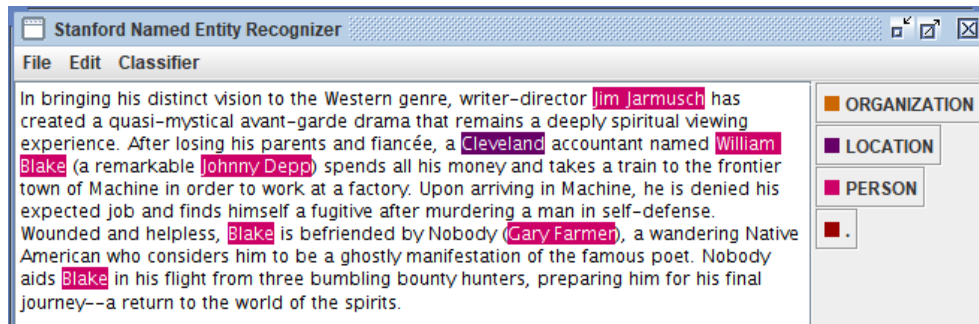 Stanford Named Entity Recognizer
File Edit Classifier
In bringing his distinct vision to the Western genre, writer-director Jim Jarmusch has
created a quasi-mystical avant-garde drama that remains a deeply spiritual viewing
experience. After losing his parents and fiancée, a Cleveland accountant named William
Blake (a remarkable Johnny Depp) spends all his money and takes a train to the frontier
town of Machine in order to work at a factory. Upon arriving in Machine, he is denied his
expected job and finds himself a fugitive after murdering a man in self-defense.
Wounded and helpless, Blake is befriended by Nobody (Gary Farmer), a wandering Native
American who considers him to be a ghostly manifestation of the famous poet. Nobody
aids Blake in his flight from three bumbling bounty hunters, preparing him for his final
journey--a return to the world of the spirits.
ORGANIZATION
LOCATION
PERSON
.